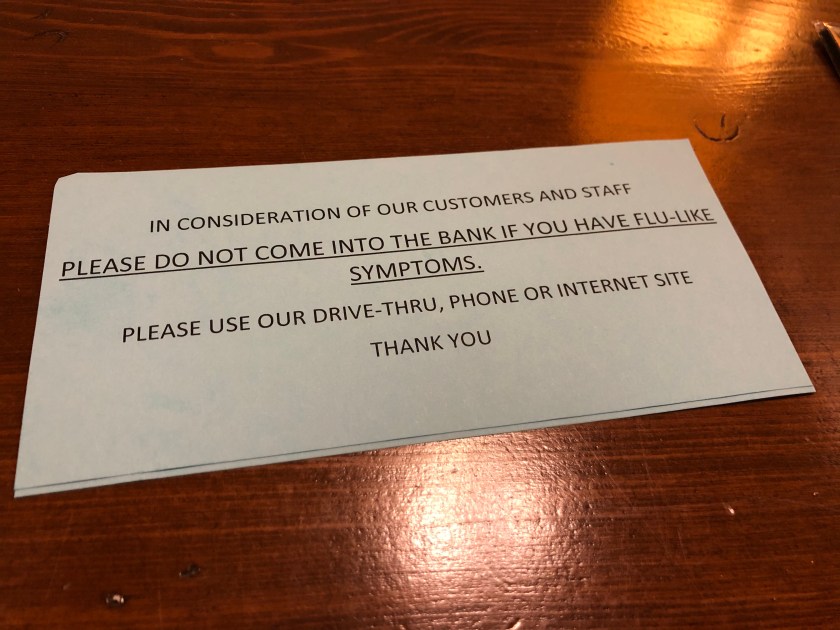 IN CONSIDERATION OF OUR CUSTOMERS AND STAFF
PLEASE DO NOT COME INTO THE BANK IF YOU HAVE FLU-LIKE
SYMPTOMS.
PLEASE USE OUR DRIVE-THRU, PHONE OR INTERNET SITE
THANK YOU